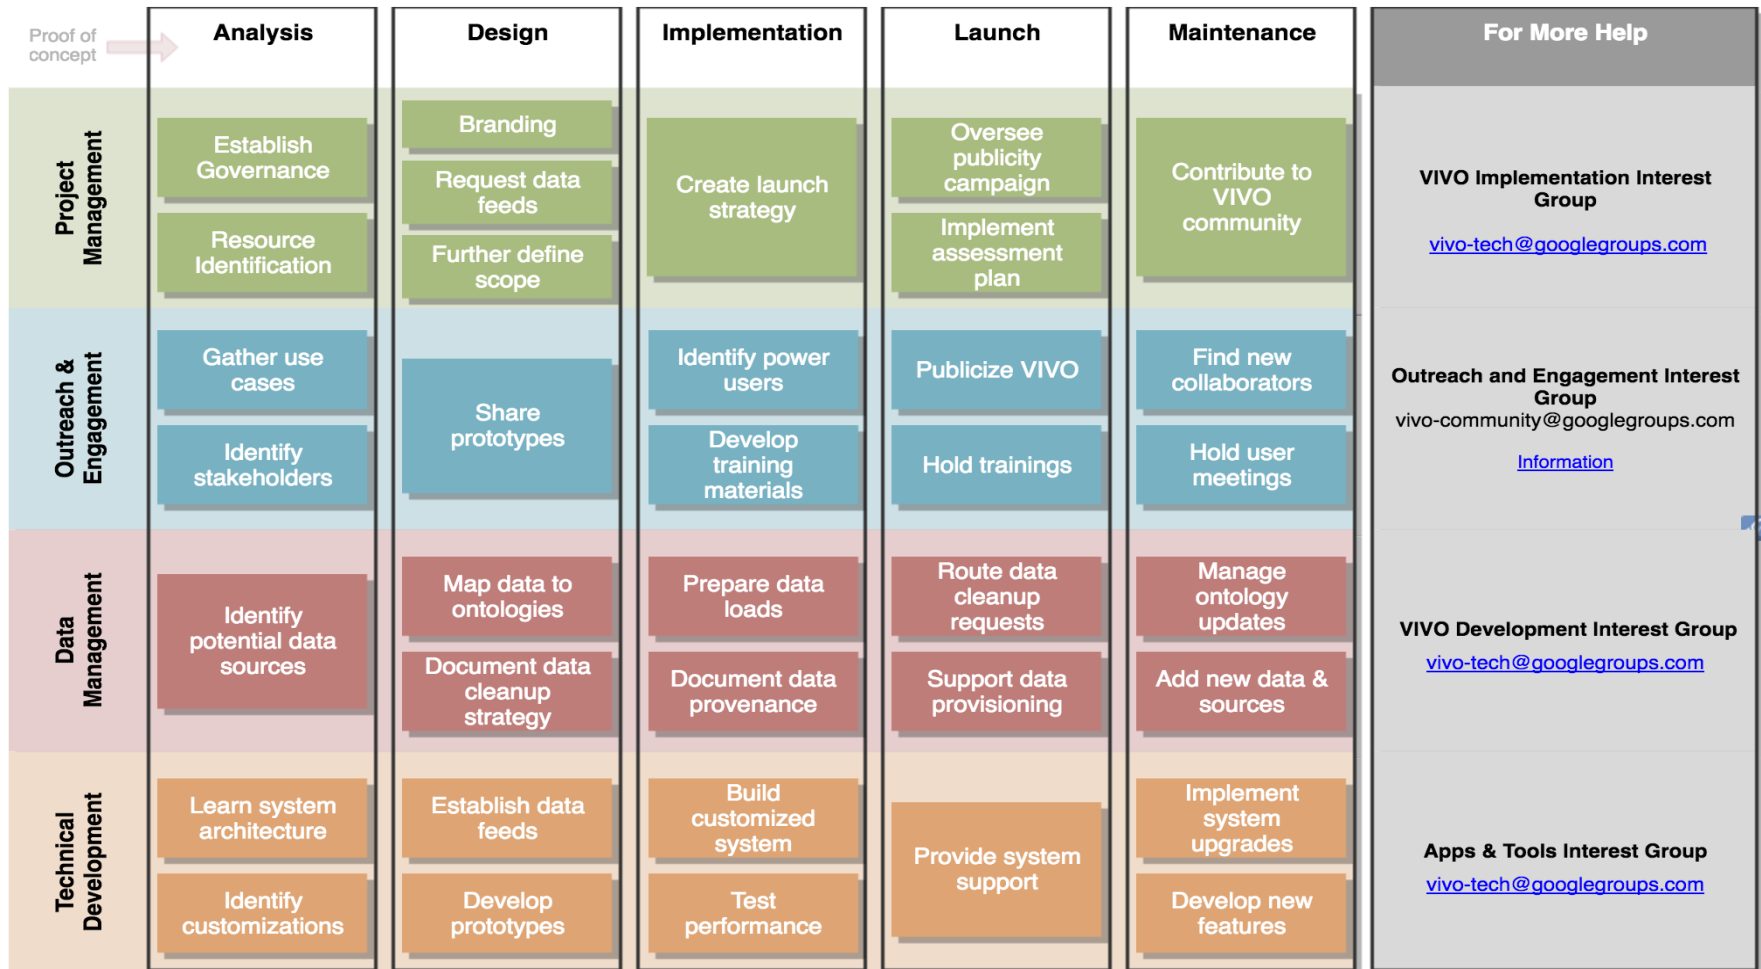 Proof of
concept
Analysis
Design
Implementation
Launch
Maintenance
For More Help
Project
Management
Establish
Governance
Resource
Identification
Branding
Request data
feeds
Further define
scope
Create launch
strategy
Oversee
publicity
campaign
Implement
assessment
plan
Contribute to
VIVO
community
VIVO Implementation Interest
Group
vivo-tech@googlegroups.com
Outreach &
Engagement
Gather use
cases
Identify
stakeholders
Share
prototypes
Identify power
users
Develop
training
materials
Publicize VIVO
Hold trainings
Find new
collaborators
Hold user
meetings
Outreach and Engagement Interest
Group
vivo-community@googlegroups.com
Information
Data
Management
Identify
potential data
sources
Map data to
ontologies
Document data
cleanup
strategy
Prepare data
loads
Document data
provenance
Route data
cleanup
requests
Support data
provisioning
Manage
ontology
updates
Add new data &
sources
VIVO Development Interest Group
vivo-tech@googlegroups.com
Technical
Development
Learn system
architecture
Identify
customizations
Establish data
feeds
Develop
prototypes
Build
customized
system
Test
performance
Provide system
support
Implement
system
upgrades
Develop new
features
Apps & Tools Interest Group
vivo-tech@googlegroups.com